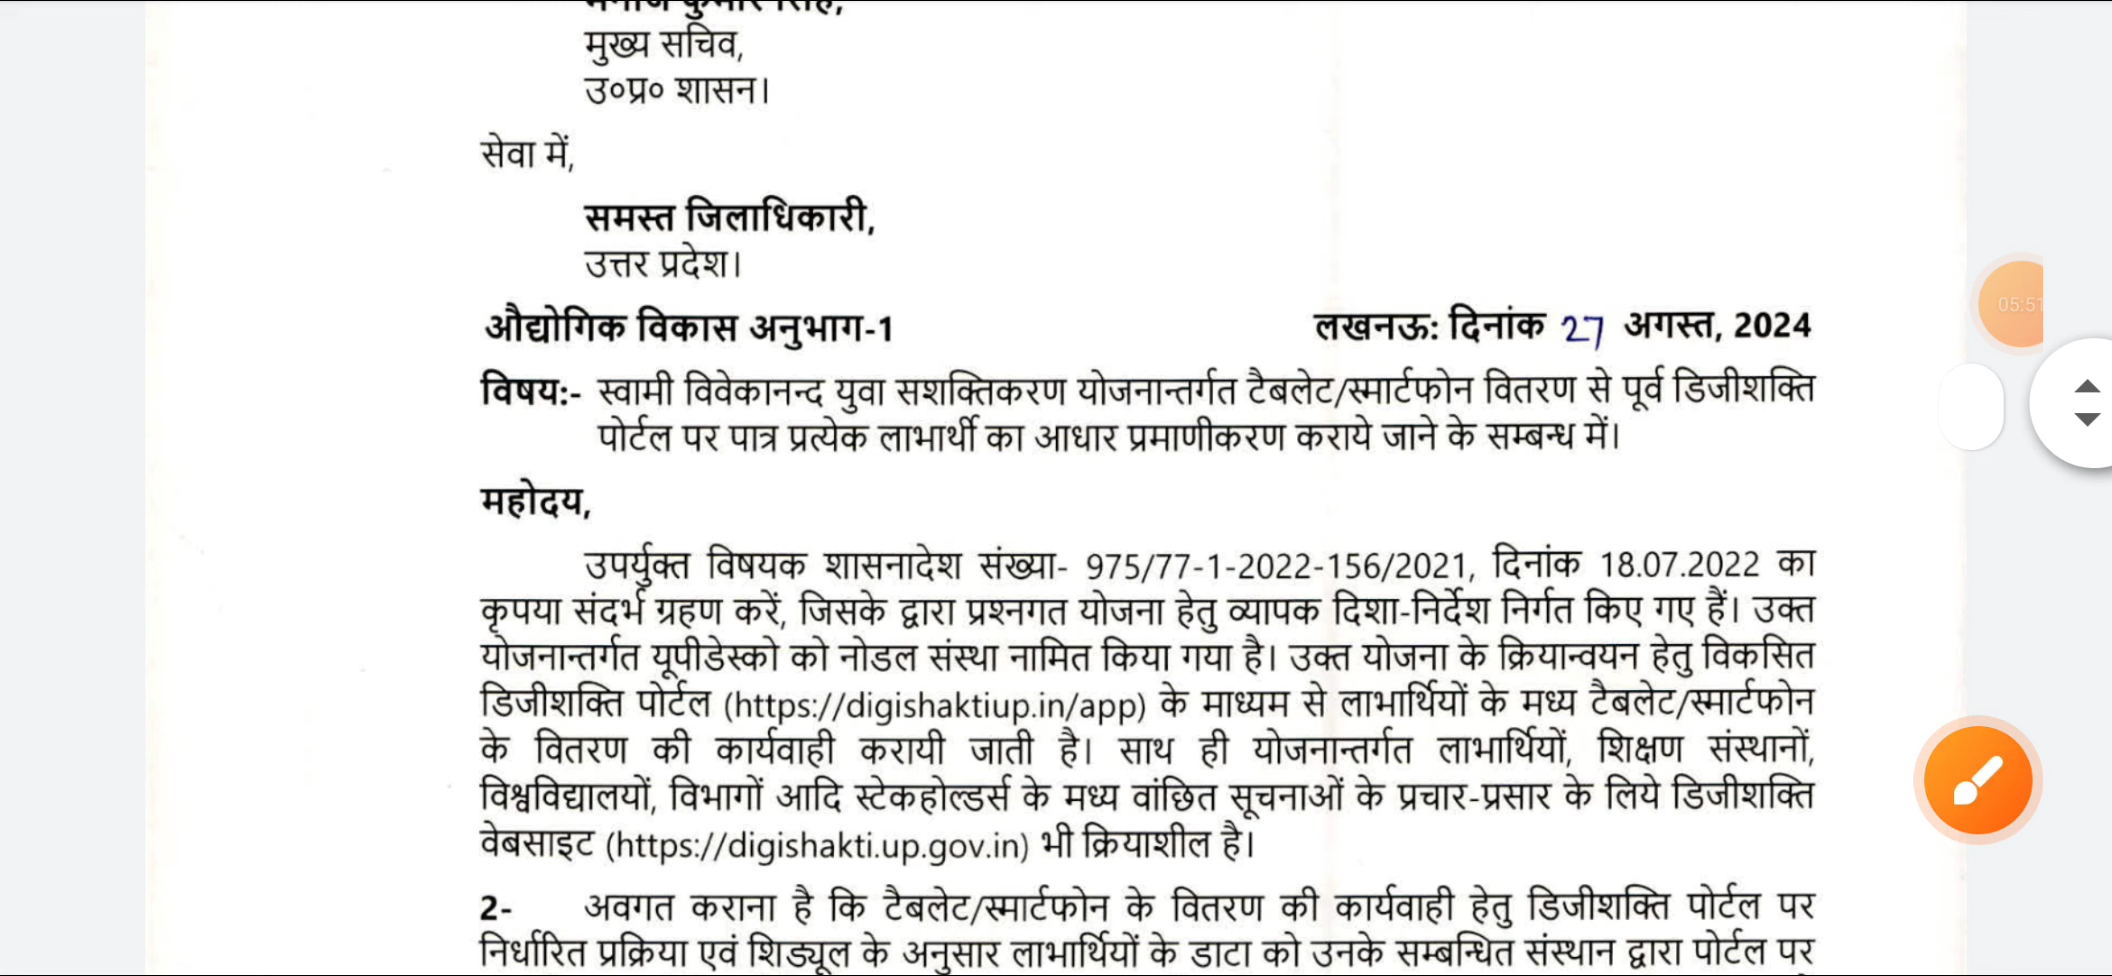 मुख्य सचिव,
उ०प्र० शासन।
सेवा में,
समस्त जिलाधिकारी,
उत्तर प्रदेश।
औद्योगिक विकास अनुभाग-1 लखनऊ: दिनांक 27 अगस्त, 2024
विषय:- स्वामी विवेकानन्द युवा सशक्तिकरण योजनान्तर्गत टैबलेट/स्मार्टफोन वितरण से पूर्व डिजीशक्ति
पोर्टल पर पात्र प्रत्येक लाभार्थी का आधार प्रमाणीकरण कराये जाने के सम्बन्ध में।
महोदय,
उपर्युक्त विषयक शासनादेश संख्या- 975/77-1-2022-156/2021, दिनांक 18.07.2022 का
कृपया संदर्भ ग्रहण करें, जिसके द्वारा प्रश्नगत योजना हेतु व्यापक दिशा-निर्देश निर्गत किए गए हैं। उक्त
योजनान्तर्गत यूपीडेस्को को नोडल संस्था नामित किया गया है। उक्त योजना के क्रियान्वयन हेतु विकसित
डिजीशक्ति पोर्टल (https://digishaktiup.in/app) के माध्यम से लाभार्थियों के मध्य टैबलेट/स्मार्टफोन
के वितरण की कार्यवाही करायी जाती है। साथ ही योजनान्तर्गत लाभार्थियों, शिक्षण संस्थानों,
विश्वविद्यालयों, विभागों आदि स्टेकहोल्डर्स के मध्य वांछित सूचनाओं के प्रचार-प्रसार के लिये डिजीशक्ति
वेबसाइट (https://digishakti.up.gov.in) भी क्रियाशील है।
2- अवगत कराना है कि टैबलेट/स्मार्टफोन के वितरण की कार्यवाही हेतु डिजीशक्ति पोर्टल पर
निर्धारित प्रक्रिया एवं शिड्यूल के अनुसार लाभार्थियों के डाटा को उनके सम्बन्धित संस्थान द्वारा पोर्टल पर
05:51